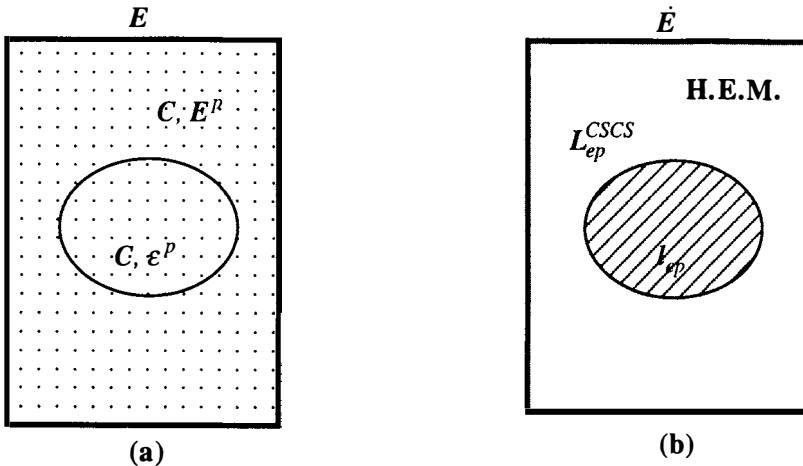 E
C, E^p
C, ε^p
(a)
Ė
H.E.M.
L_ep^CSCS
l_ep
(b)